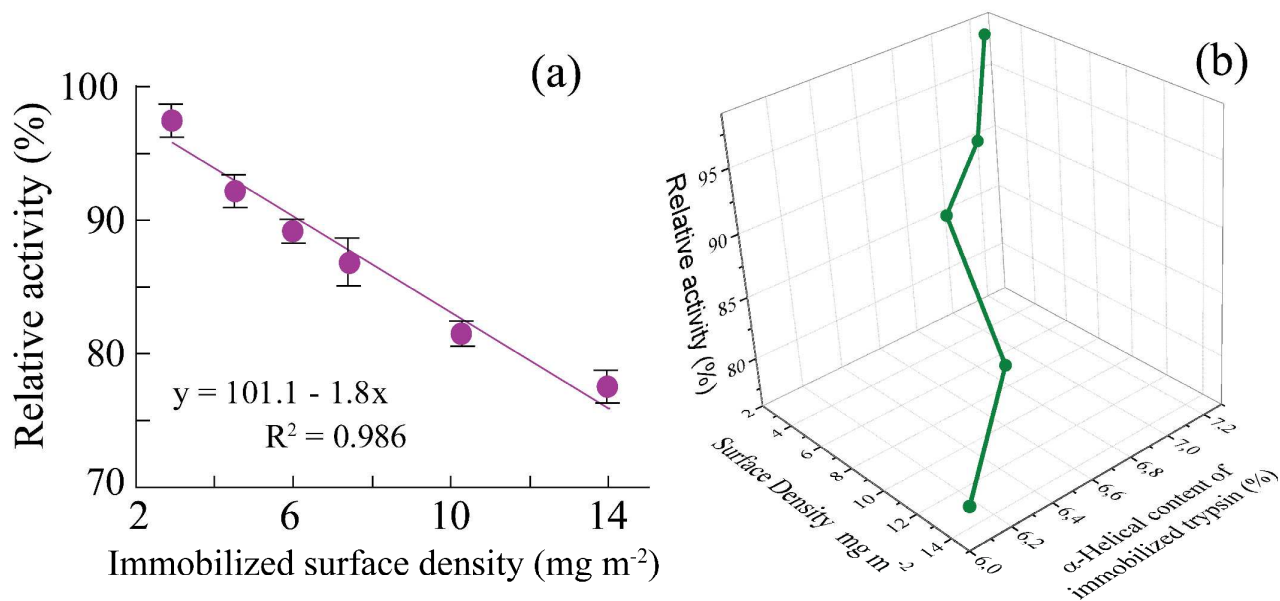 (a)
100
90
80
70
Relative activity (%)
y = 101.1 - 1.8x
R² = 0.986
2 6 10 14
Immobilized surface density (mg m⁻²)
(b)
95
90
85
80
Relative activity (%)
2 4 6 8 10 12 14
Surface Density mg m⁻²
6,0 6,2 6,4 6,6 6,8 7,0 7,2
α-Helical content of
immobilized trypsin (%)